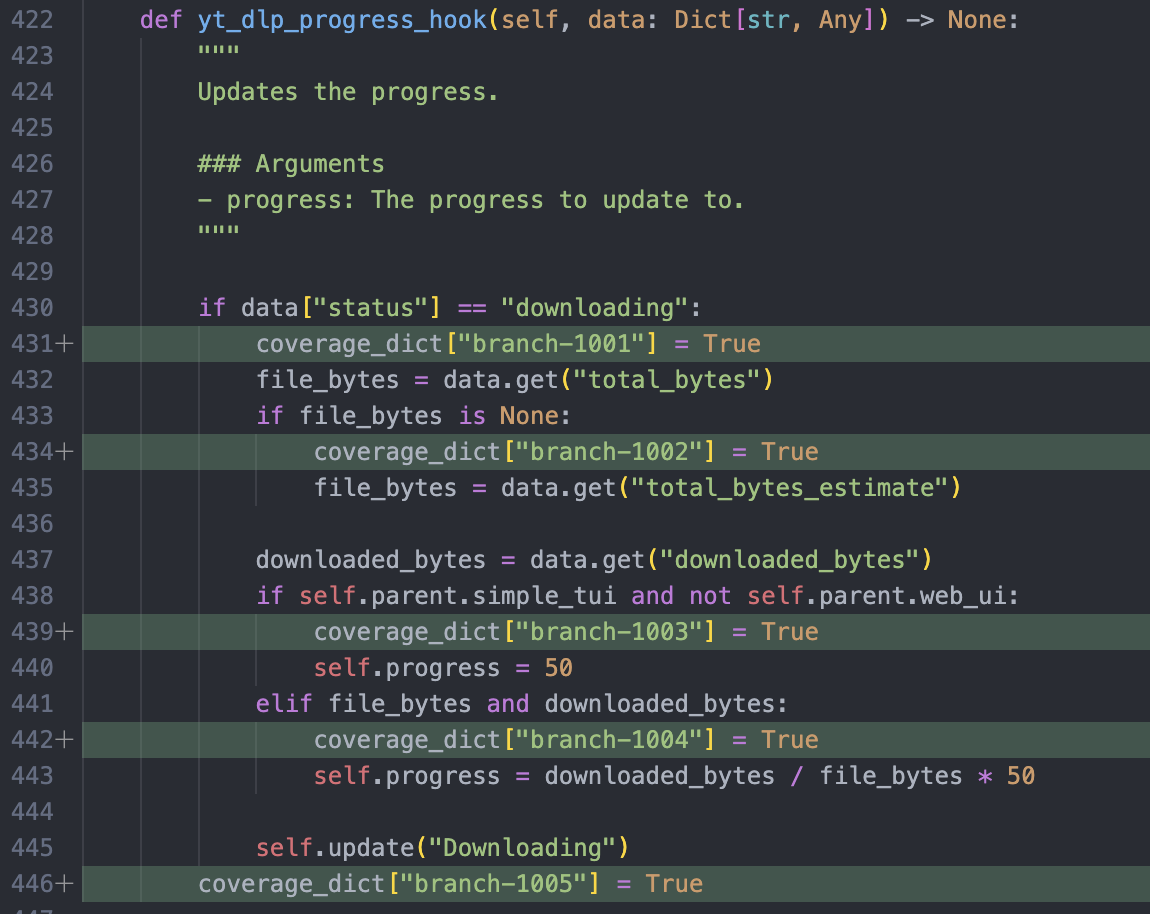 422 def yt_dlp_progress_hook(self, data: Dict[str, Any]) -> None:
423 """
424 Updates the progress.
425
426 ### Arguments
427 - progress: The progress to update to.
428 """
429
430 if data["status"] == "downloading":
431+ coverage_dict["branch-1001"] = True
432 file_bytes = data.get("total_bytes")
433 if file_bytes is None:
434+ coverage_dict["branch-1002"] = True
435 file_bytes = data.get("total_bytes_estimate")
436
437 downloaded_bytes = data.get("downloaded_bytes")
438 if self.parent.simple_tui and not self.parent.web_ui:
439+ coverage_dict["branch-1003"] = True
440 self.progress = 50
441 elif file_bytes and downloaded_bytes:
442+ coverage_dict["branch-1004"] = True
443 self.progress = downloaded_bytes / file_bytes * 50
444
445 self.update("Downloading")
446+ coverage_dict["branch-1005"] = True